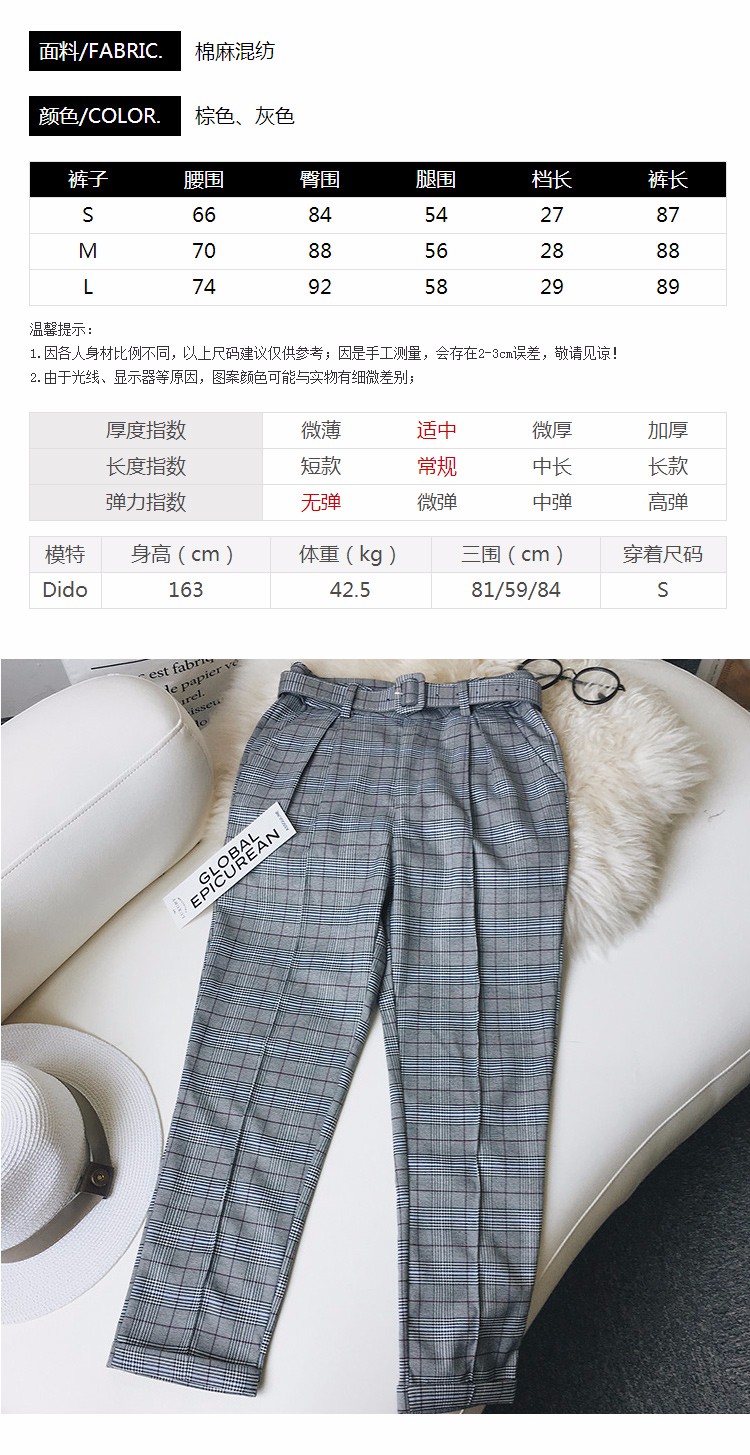 面料/FABRIC. 棉麻混纺
颜色/COLOR. 棕色、灰色
裤子 腰围 臀围 腿围 档长 裤长
S 66 84 54 27 87
M 70 88 56 28 88
L 74 92 58 29 89
温馨提示：
1.因各人身材比例不同，以上尺码建议仅供参考；因是手工测量，会存在2-3cm误差，敬请见谅！
2.由于光线、显示器等原因，图案颜色可能与实物有细微差别；
厚度指数 微薄 适中 微厚 加厚
长度指数 短款 常规 中长 长款
弹力指数 无弹 微弹 中弹 高弹
模特 身高（cm） 体重（kg） 三围（cm） 穿着尺码
Dido 163 42.5 81/59/84 S
est fabriq
le papier v
urel.
GLOBAL
EPICUREAN